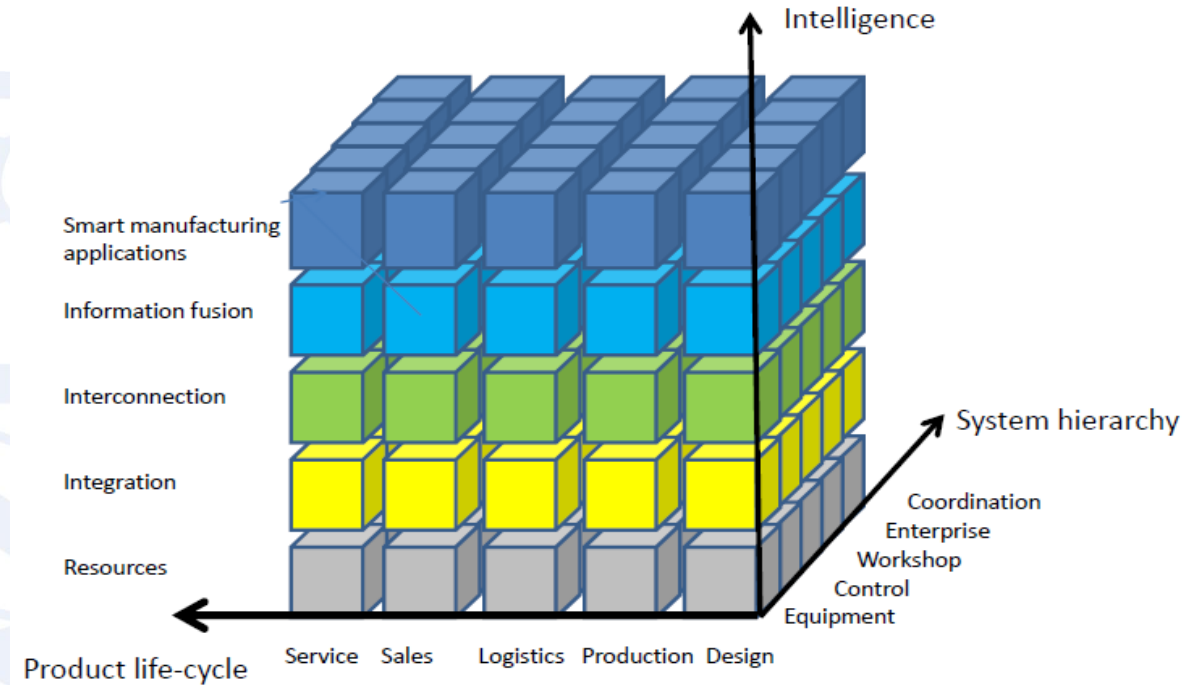 Intelligence
Smart manufacturing
applications
Information fusion
Interconnection
System hierarchy
Integration
Coordination
Enterprise
Resources
Workshop
Control
Equipment
Service Sales Logistics Production Design
Product life-cycle